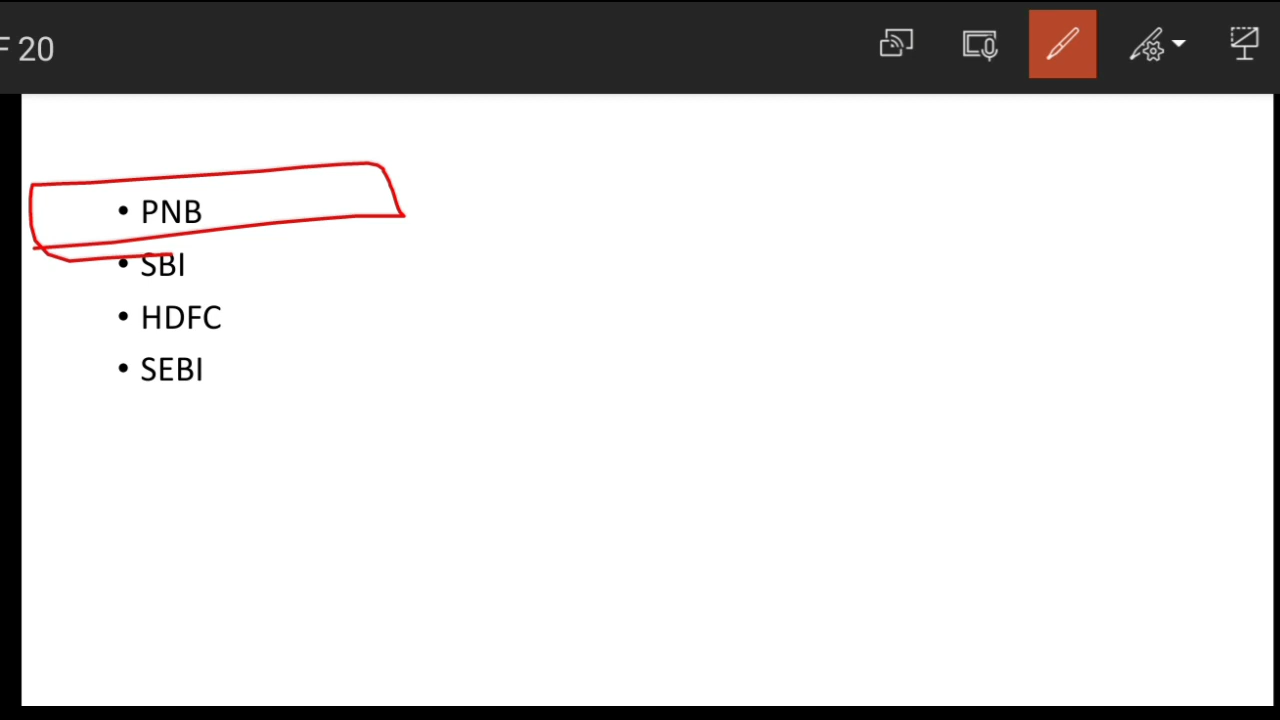 F 20
• PNB
• SBI
• HDFC
• SEBI